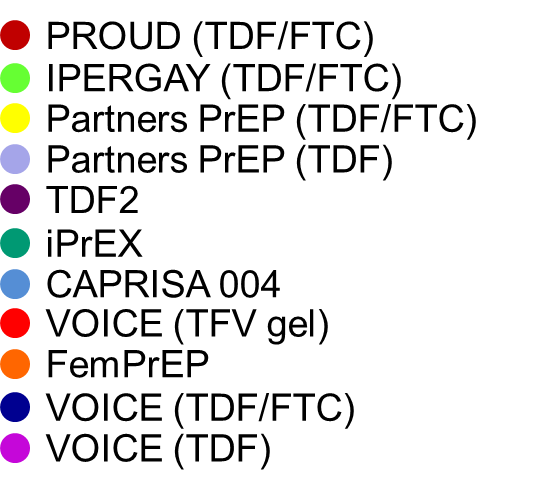 PROUD (TDF/FTC)
IPERGAY (TDF/FTC)
Partners PrEP (TDF/FTC)
Partners PrEP (TDF)
TDF2
iPrEX
CAPRISA 004
VOICE (TFV gel)
FemPrEP
VOICE (TDF/FTC)
VOICE (TDF)